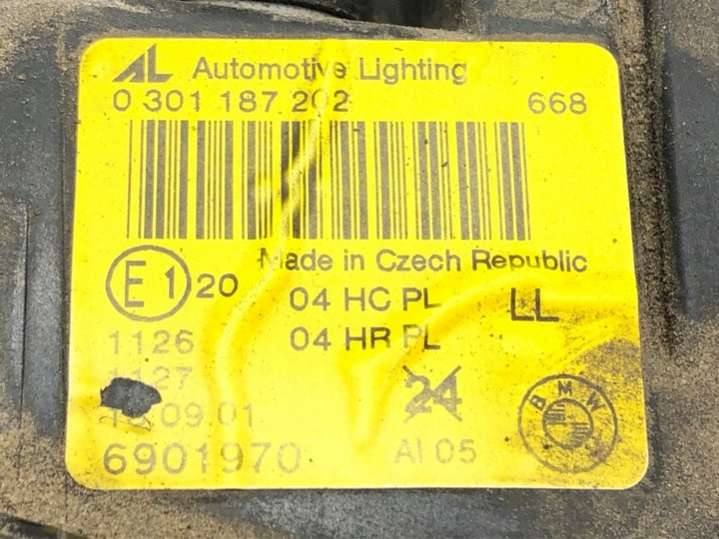 AL Automotive Lighting
0 301 187 202 668
Made in Czech Republic
E1 20 04 HC PL LL
1126 04 HR PL
1127 24
09.01
6901970 AI 05
BMW